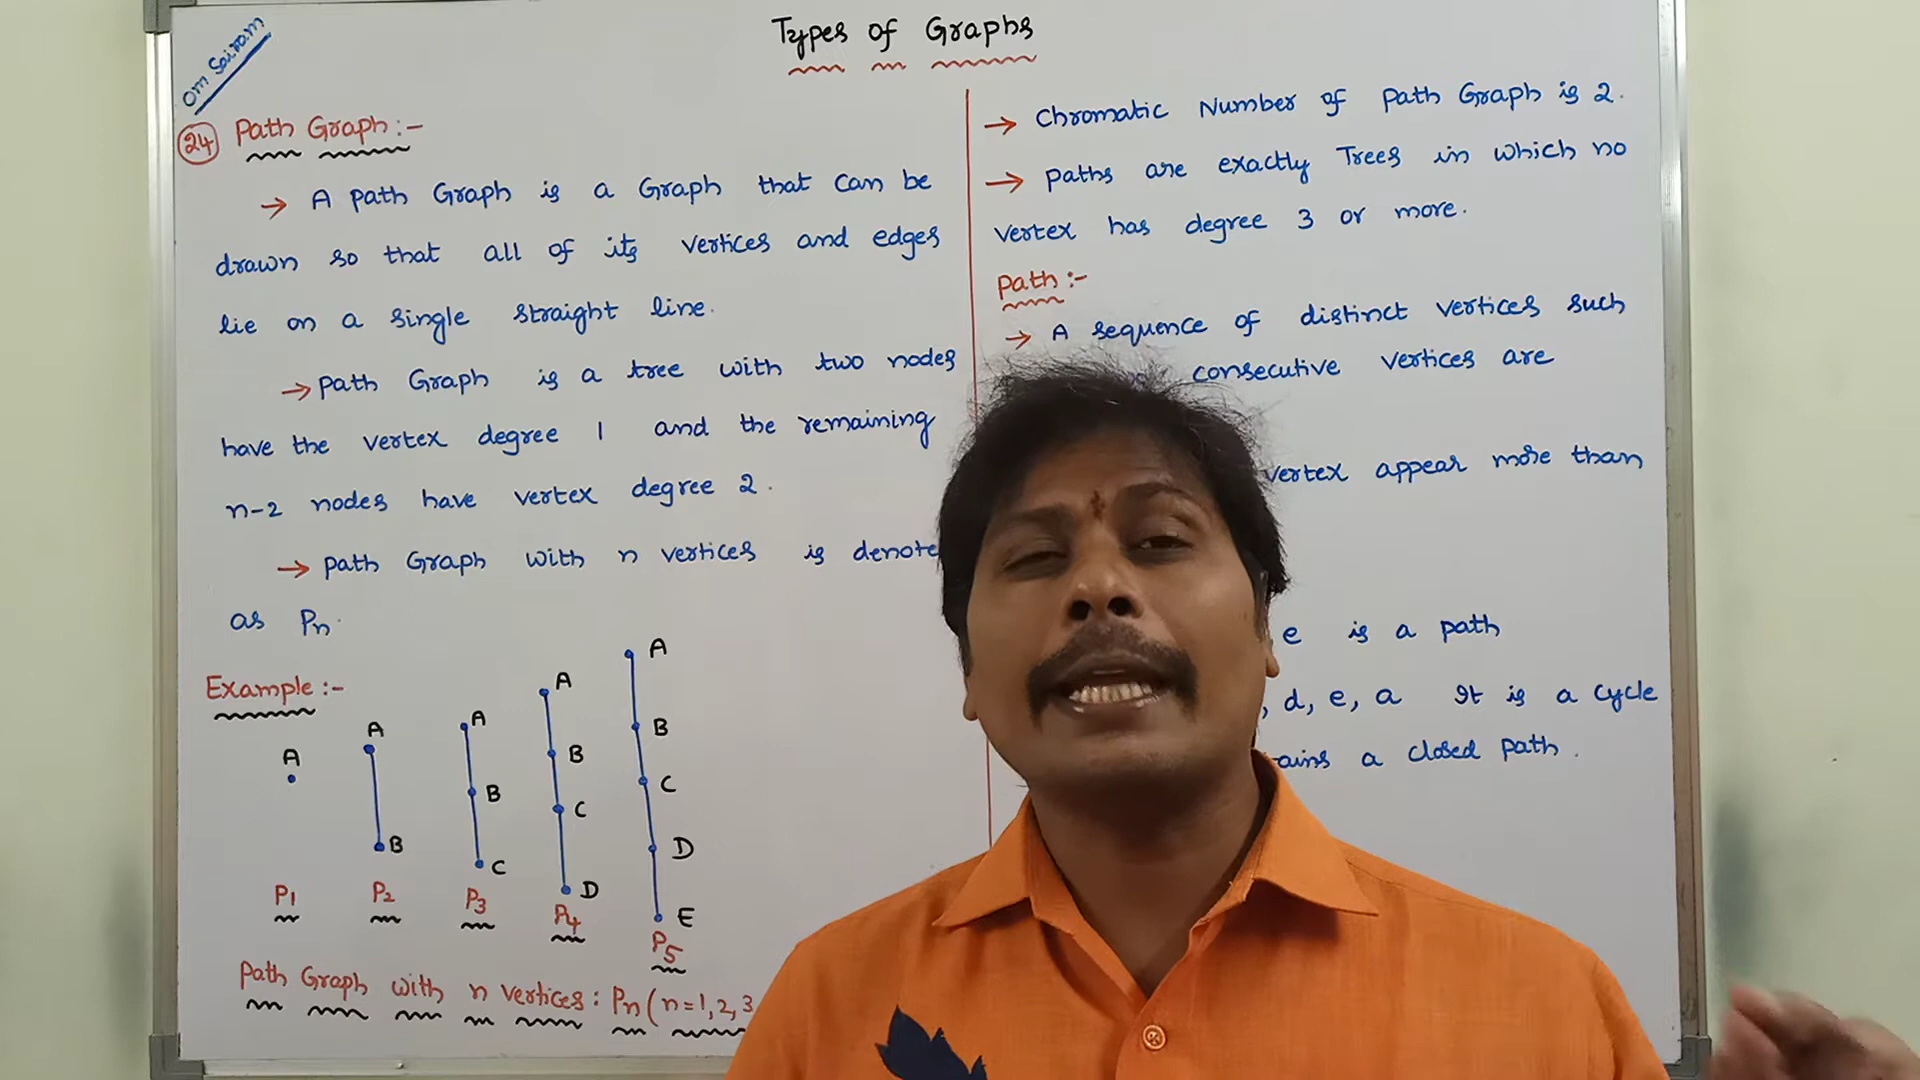 Types of Graphs
Om Sairam
24 Path Graph :-
→ A Path Graph is a Graph that can be
drawn so that all of its vertices and edges
lie on a single straight line.
→ Path Graph is a tree with two nodes
have the vertex degree 1 and the remaining
n-2 nodes have vertex degree 2.
→ Path Graph with n vertices is denote
as Pn.
Example :-
A
A
B
A
B
C
A
B
C
D
A
B
C
D
E
P1 P2 P3 P4 P5
Path Graph with n vertices : Pn (n=1,2,3
→ Chromatic Number of Path Graph is 2.
→ Paths are exactly Trees in which no
vertex has degree 3 or more.
Path :-
→ A sequence of distinct vertices such
consecutive vertices are
vertex appear more than
e is a path
, d, e, a It is a cycle
ains a closed path.